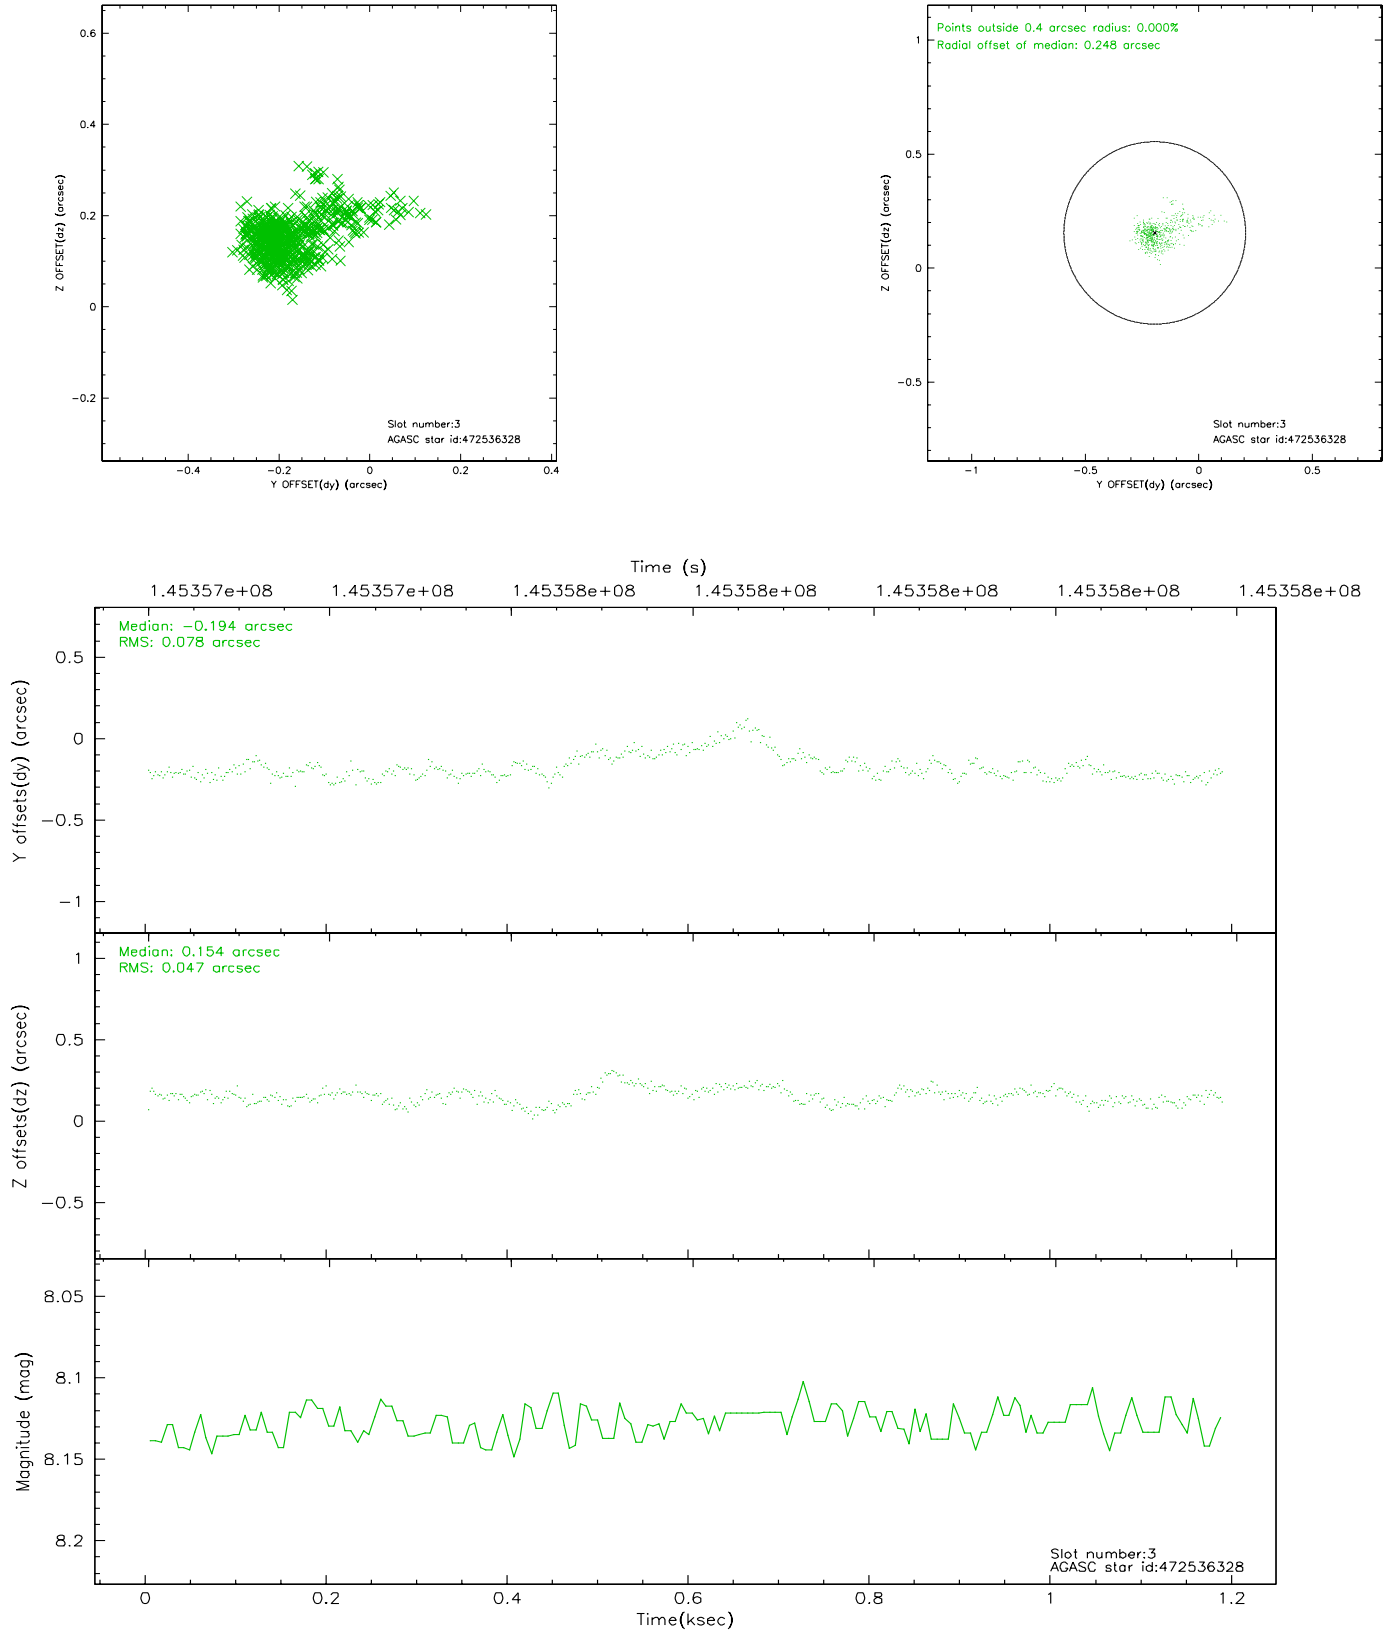 0.6
0.4
0.2
0
−0.2
Z OFFSET(dz) (arcsec)
Slot number:3
AGASC star id:472536328
−0.4 −0.2 0 0.2 0.4
Y OFFSET(dy) (arcsec)
Points outside 0.4 arcsec radius: 0.000%
Radial offset of median: 0.248 arcsec
1
0.5
0
−0.5
Z OFFSET(dz) (arcsec)
Slot number:3
AGASC star id:472536328
−1 −0.5 0 0.5
Y OFFSET(dy) (arcsec)
Time (s)
1.45357e+08 1.45357e+08 1.45358e+08 1.45358e+08 1.45358e+08 1.45358e+08 1.45358e+08
Median: −0.194 arcsec
RMS: 0.078 arcsec
0.5
0
−0.5
−1
Y offsets(dy) (arcsec)
Median: 0.154 arcsec
RMS: 0.047 arcsec
1
0.5
0
−0.5
Z offsets(dz) (arcsec)
8.05
8.1
8.15
8.2
Magnitude (mag)
Slot number:3
AGASC star id:472536328
0 0.2 0.4 0.6 0.8 1 1.2
Time(ksec)